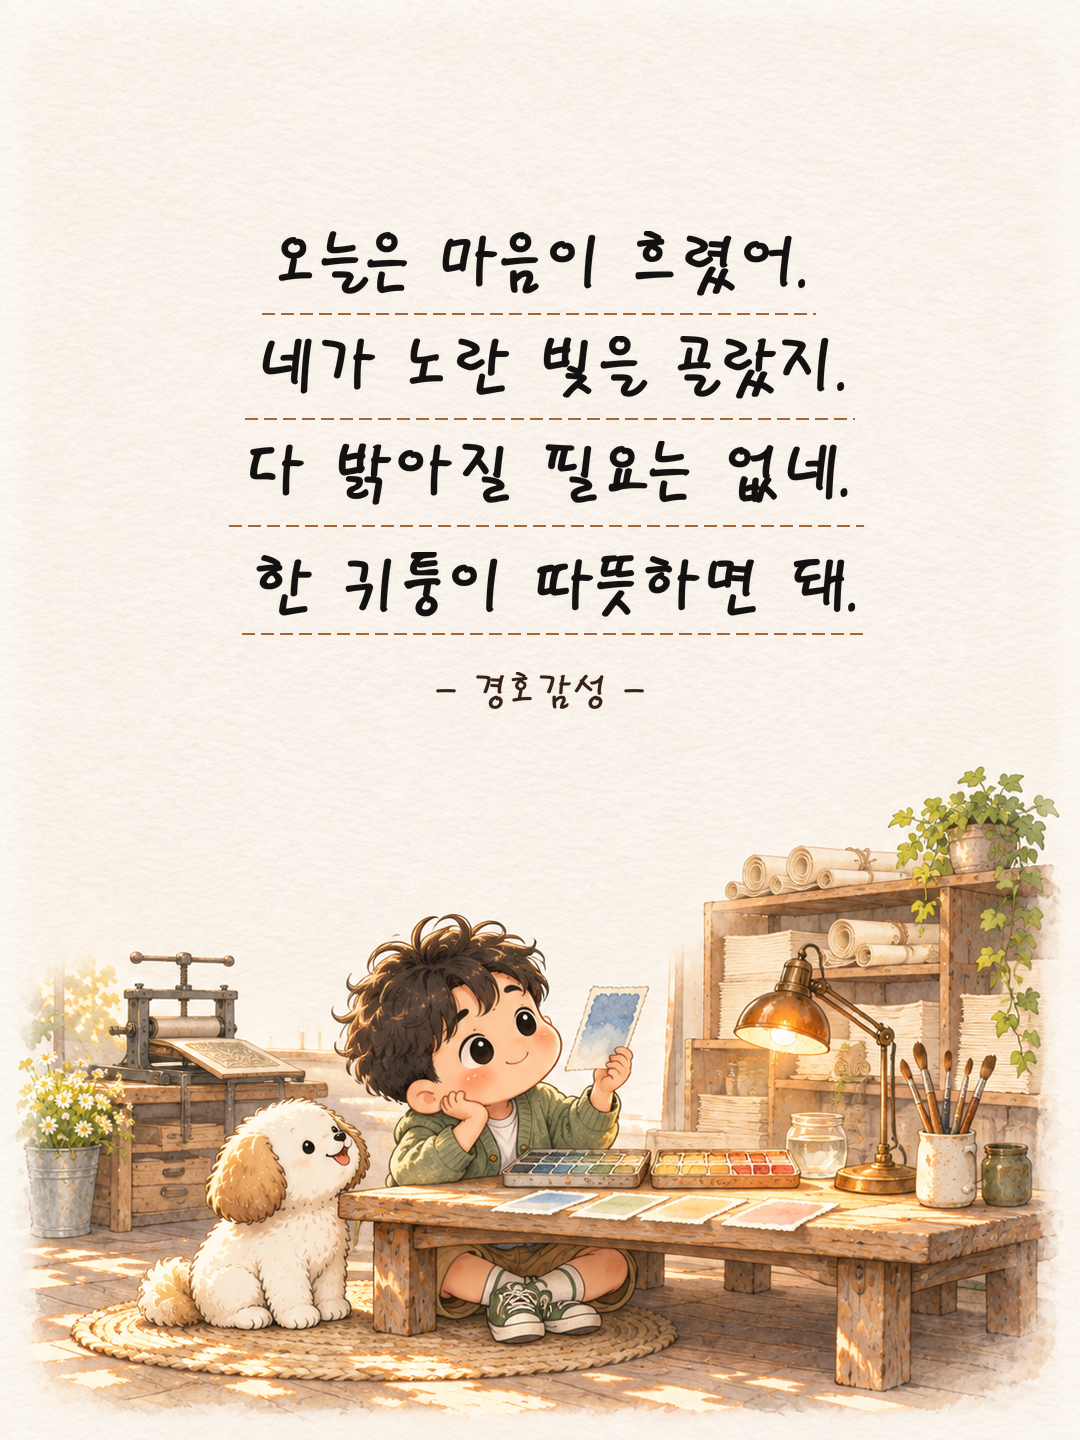 오늘은 마음이 흐렸어.
네가 노란 빛을 골랐지.
다 밝아질 필요는 없네.
한 귀퉁이 따뜻하면 돼.
– 경호감성 –